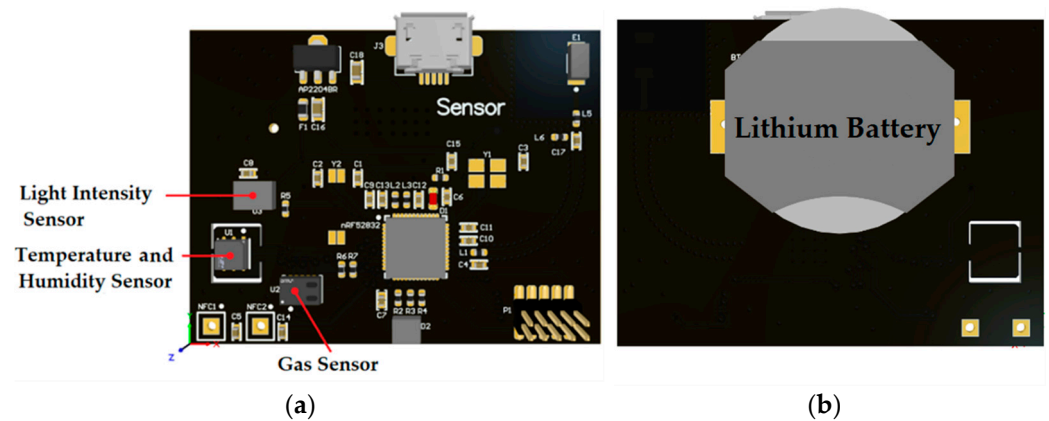 J3
E1
C18
AP2204BR
Sensor
F1 C16
L5
L6
C17
C15
Y1
C3
C8
C2 Y2 C1
R1
C9 C13 L2 L3 C12
C6
D1
Light Intensity
Sensor
U3
R5
nRF52832
C11
C10
U1
Temperature and
Humidity Sensor
L1
C4
R6 R7
U2
C7
R2 R3 R4
D2
P1
NFC1
NFC2
C5
C14
X
Z
Gas Sensor
(a)
BT
Lithium Battery
(b)